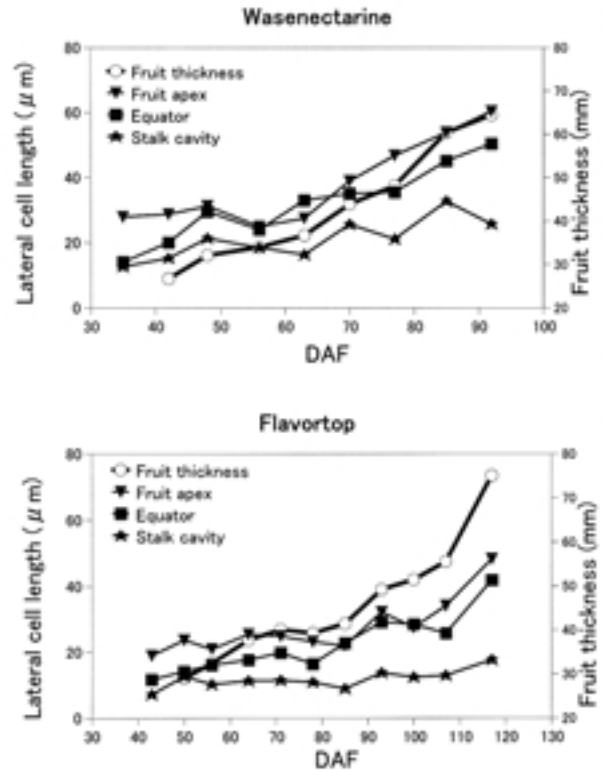 Wasenectarine
Lateral cell length (μm)
Fruit thickness (mm)
80
60
40
20
0
80
70
60
50
40
30
20
Fruit thickness
Fruit apex
Equator
Stalk cavity
30 40 50 60 70 80 90 100
DAF
Flavortop
Lateral cell length (μm)
Fruit thickness (mm)
80
60
40
20
0
80
70
60
50
40
30
20
Fruit thickness
Fruit apex
Equator
Stalk cavity
30 40 50 60 70 80 90 100 110 120 130
DAF